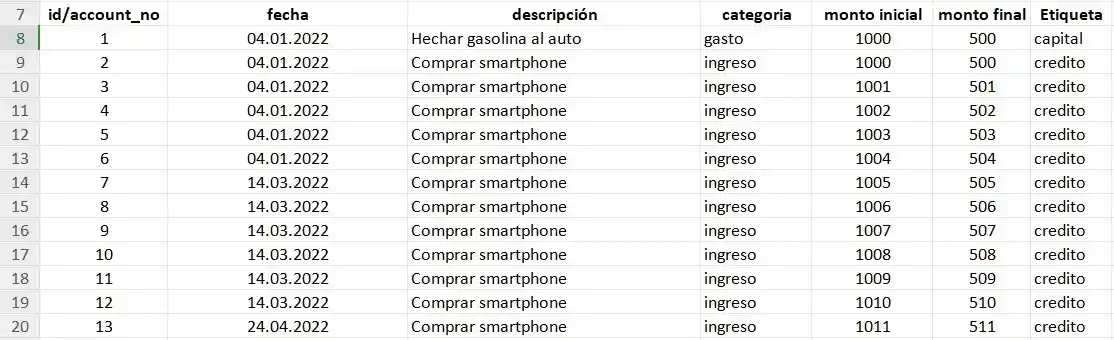 7 id/account_no fecha descripción categoria monto inicial monto final Etiqueta
8 1 04.01.2022 Hechar gasolina al auto gasto 1000 500 capital
9 2 04.01.2022 Comprar smartphone ingreso 1000 500 credito
10 3 04.01.2022 Comprar smartphone ingreso 1001 501 credito
11 4 04.01.2022 Comprar smartphone ingreso 1002 502 credito
12 5 04.01.2022 Comprar smartphone ingreso 1003 503 credito
13 6 04.01.2022 Comprar smartphone ingreso 1004 504 credito
14 7 14.03.2022 Comprar smartphone ingreso 1005 505 credito
15 8 14.03.2022 Comprar smartphone ingreso 1006 506 credito
16 9 14.03.2022 Comprar smartphone ingreso 1007 507 credito
17 10 14.03.2022 Comprar smartphone ingreso 1008 508 credito
18 11 14.03.2022 Comprar smartphone ingreso 1009 509 credito
19 12 14.03.2022 Comprar smartphone ingreso 1010 510 credito
20 13 24.04.2022 Comprar smartphone ingreso 1011 511 credito